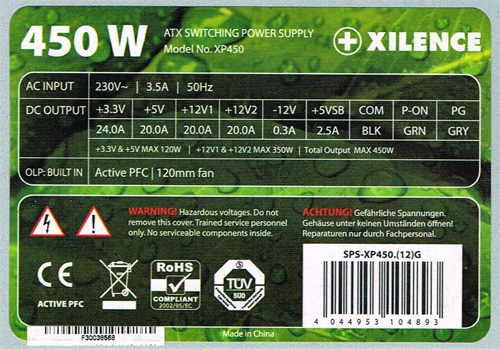 450 W
ATX SWITCHING POWER SUPPLY
Model No. XP450
XILENCE
AC INPUT 230V~ | 3.5A | 50Hz
DC OUTPUT +3.3V +5V +12V1 +12V2 -12V +5VSB COM P-ON PG
24.0A 20.0A 20.0A 20.0A 0.3A 2.5A BLK GRN GRY
+3.3V & +5V MAX 120W | +12V1 & +12V2 MAX 350W | Total Output MAX 450W
OLP: BUILT IN Active PFC | 120mm fan
WARNING! Hazardous voltages. Do not
remove this cover. Trained service personnel
only. No serviceable components inside.
ACHTUNG! Gefährliche Spannungen.
Gehäuse unter keinen Umständen öffnen!
Reparaturen nur durch Fachpersonal.
CE
ACTIVE PFC
RoHS
COMPLIANT
2002/95/EC
TÜV
SÜD
SPS-XP450.(12)G
4 044953 104893
F30038568
Made in China